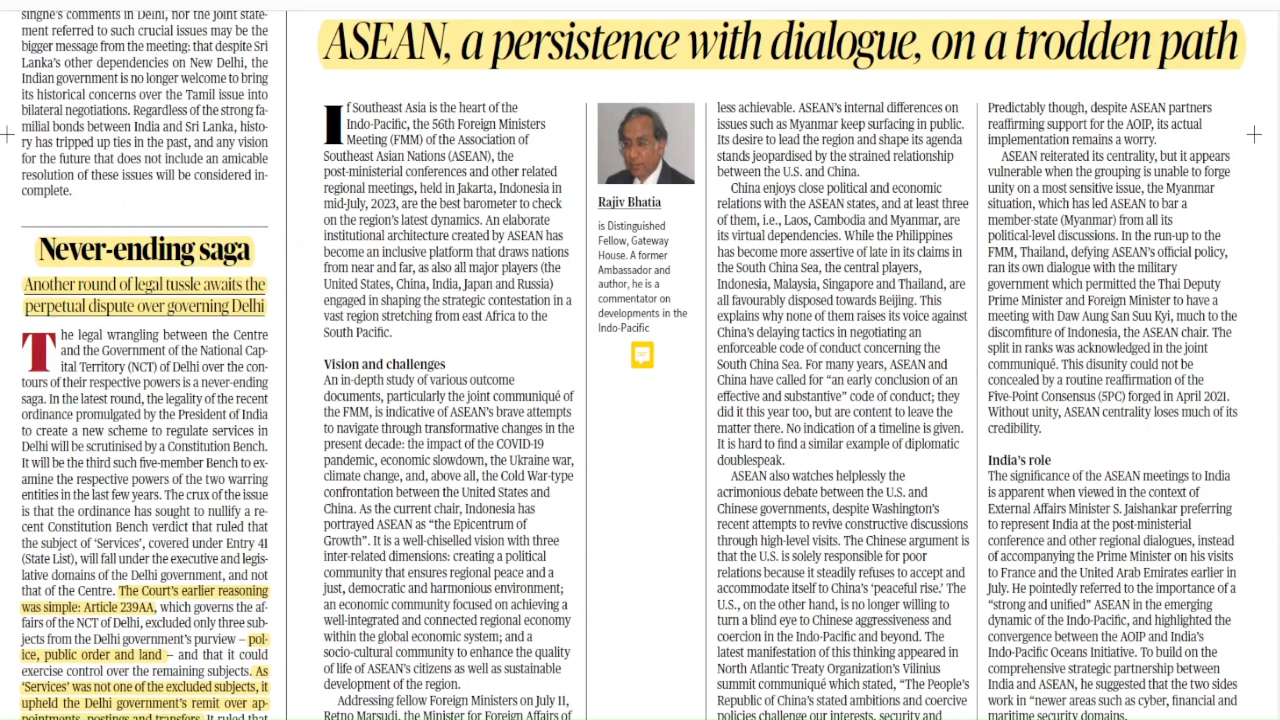 singhe's comments in Delhi, nor the joint state-
ment referred to such crucial issues may be the
bigger message from the meeting: that despite Sri
Lanka's other dependencies on New Delhi, the
Indian government is no longer welcome to bring
its historical concerns over the Tamil issue into
bilateral negotiations. Regardless of the strong fa-
milial bonds between India and Sri Lanka, histo-
ry has tripped up ties in the past, and any vision
for the future that does not include an amicable
resolution of these issues will be considered in-
complete.
Never-ending saga
Another round of legal tussle awaits the
perpetual dispute over governing Delhi
The legal wrangling between the Centre
and the Government of the National Cap-
ital Territory (NCT) of Delhi over the con-
tours of their respective powers is a never-ending
saga. In the latest round, the legality of the recent
ordinance promulgated by the President of India
to create a new scheme to regulate services in
Delhi will be scrutinised by a Constitution Bench.
It will be the third such five-member Bench to ex-
amine the respective powers of the two warring
entities in the last few years. The crux of the issue
is that the ordinance has sought to nullify a re-
cent Constitution Bench verdict that ruled that
the subject of 'Services', covered under Entry 41
(State List), will fall under the executive and legis-
lative domains of the Delhi government, and not
that of the Centre. The Court's earlier reasoning
was simple: Article 239AA, which governs the af-
fairs of the NCT of Delhi, excluded only three sub-
jects from the Delhi government's purview – pol-
ice, public order and land – and that it could
exercise control over the remaining subjects. As
'Services' was not one of the excluded subjects, it
upheld the Delhi government's remit over ap-
pointments, postings and transfers. It ruled that
ASEAN, a persistence with dialogue, on a trodden path
If Southeast Asia is the heart of the
Indo-Pacific, the 56th Foreign Ministers
Meeting (FMM) of the Association of
Southeast Asian Nations (ASEAN), the
post-ministerial conferences and other related
regional meetings, held in Jakarta, Indonesia in
mid-July, 2023, are the best barometer to check
on the region's latest dynamics. An elaborate
institutional architecture created by ASEAN has
become an inclusive platform that draws nations
from near and far, as also all major players (the
United States, China, India, Japan and Russia)
engaged in shaping the strategic contestation in a
vast region stretching from east Africa to the
South Pacific.
Vision and challenges
An in-depth study of various outcome
documents, particularly the joint communiqué of
the FMM, is indicative of ASEAN's brave attempts
to navigate through transformative changes in the
present decade: the impact of the COVID-19
pandemic, economic slowdown, the Ukraine war,
climate change, and, above all, the Cold War-type
confrontation between the United States and
China. As the current chair, Indonesia has
portrayed ASEAN as “the Epicentrum of
Growth”. It is a well-chiselled vision with three
inter-related dimensions: creating a political
community that ensures regional peace and a
just, democratic and harmonious environment;
an economic community focused on achieving a
well-integrated and connected regional economy
within the global economic system; and a
socio-cultural community to enhance the quality
of life of ASEAN's citizens as well as sustainable
development of the region.
Addressing fellow Foreign Ministers on July 11,
Retno Marsudi, the Minister for Foreign Affairs of
Rajiv Bhatia
is Distinguished
Fellow, Gateway
House. A former
Ambassador and
author, he is a
commentator on
developments in the
Indo-Pacific
less achievable. ASEAN's internal differences on
issues such as Myanmar keep surfacing in public.
Its desire to lead the region and shape its agenda
stands jeopardised by the strained relationship
between the U.S. and China.
China enjoys close political and economic
relations with the ASEAN states, and at least three
of them, i.e., Laos, Cambodia and Myanmar, are
its virtual dependencies. While the Philippines
has become more assertive of late in its claims in
the South China Sea, the central players,
Indonesia, Malaysia, Singapore and Thailand, are
all favourably disposed towards Beijing. This
explains why none of them raises its voice against
China's delaying tactics in negotiating an
enforceable code of conduct concerning the
South China Sea. For many years, ASEAN and
China have called for “an early conclusion of an
effective and substantive” code of conduct; they
did it this year too, but are content to leave the
matter there. No indication of a timeline is given.
It is hard to find a similar example of diplomatic
doublespeak.
ASEAN also watches helplessly the
acrimonious debate between the U.S. and
Chinese governments, despite Washington's
recent attempts to revive constructive discussions
through high-level visits. The Chinese argument is
that the U.S. is solely responsible for poor
relations because it steadily refuses to accept and
accommodate itself to China's ‘peaceful rise.’ The
U.S., on the other hand, is no longer willing to
turn a blind eye to Chinese aggressiveness and
coercion in the Indo-Pacific and beyond. The
latest manifestation of this thinking appeared in
North Atlantic Treaty Organization's Vilinius
summit communiqué which stated, “The People's
Republic of China's stated ambitions and coercive
policies challenge our interests, security and
Predictably though, despite ASEAN partners
reaffirming support for the AOIP, its actual
implementation remains a worry.
ASEAN reiterated its centrality, but it appears
vulnerable when the grouping is unable to forge
unity on a most sensitive issue, the Myanmar
situation, which has led ASEAN to bar a
member-state (Myanmar) from all its
political-level discussions. In the run-up to the
FMM, Thailand, defying ASEAN's official policy,
ran its own dialogue with the military
government which permitted the Thai Deputy
Prime Minister and Foreign Minister to have a
meeting with Daw Aung San Suu Kyi, much to the
discomfiture of Indonesia, the ASEAN chair. The
split in ranks was acknowledged in the joint
communiqué. This disunity could not be
concealed by a routine reaffirmation of the
Five-Point Consensus (5PC) forged in April 2021.
Without unity, ASEAN centrality loses much of its
credibility.
India's role
The significance of the ASEAN meetings to India
is apparent when viewed in the context of
External Affairs Minister S. Jaishankar preferring
to represent India at the post-ministerial
conference and other regional dialogues, instead
of accompanying the Prime Minister on his visits
to France and the United Arab Emirates earlier in
July. He pointedly referred to the importance of a
“strong and unified” ASEAN in the emerging
dynamic of the Indo-Pacific, and highlighted the
convergence between the AOIP and India's
Indo-Pacific Oceans Initiative. To build on the
comprehensive strategic partnership between
India and ASEAN, he suggested that the two sides
work in “newer areas such as cyber, financial and
maritime security domains.